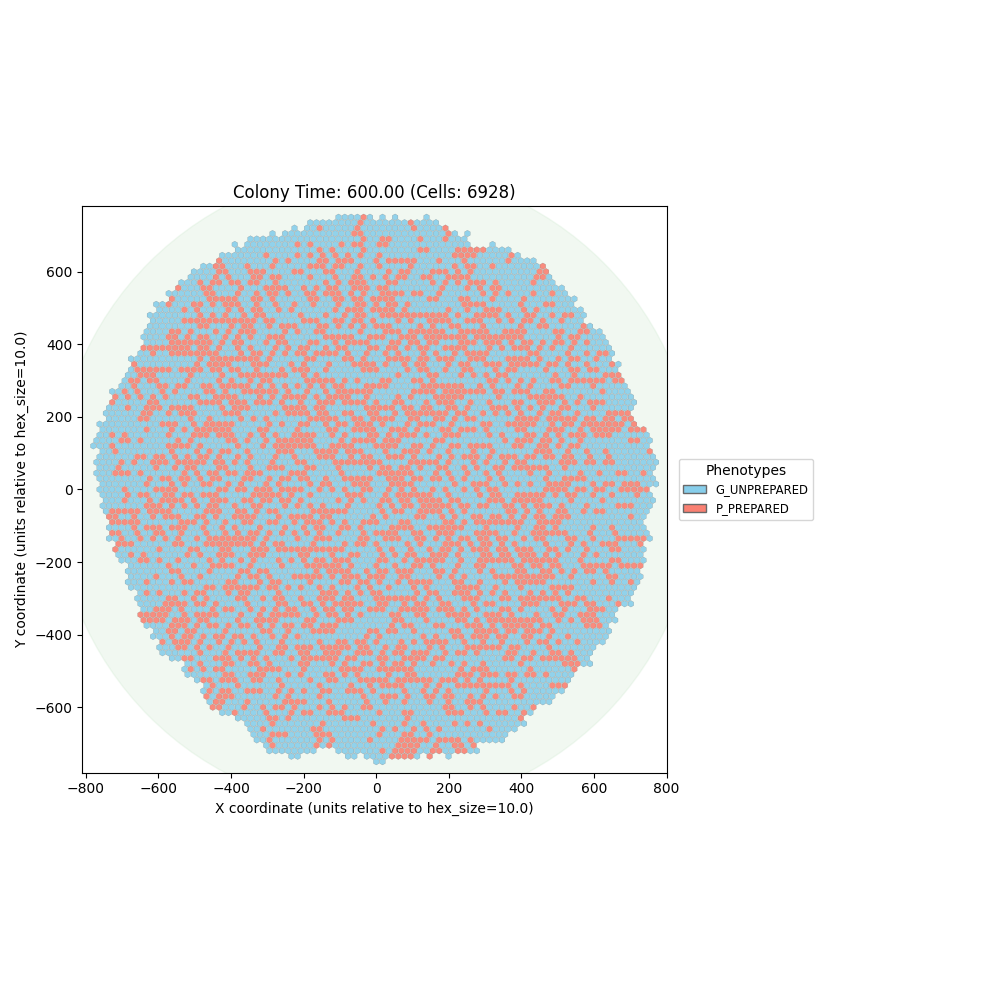 Colony Time: 600.00 (Cells: 6928)
Y coordinate (units relative to hex_size=10.0)
600
400
200
0
−200
−400
−600
−800 −600 −400 −200 0 200 400 600 800
X coordinate (units relative to hex_size=10.0)
Phenotypes
G_UNPREPARED
P_PREPARED